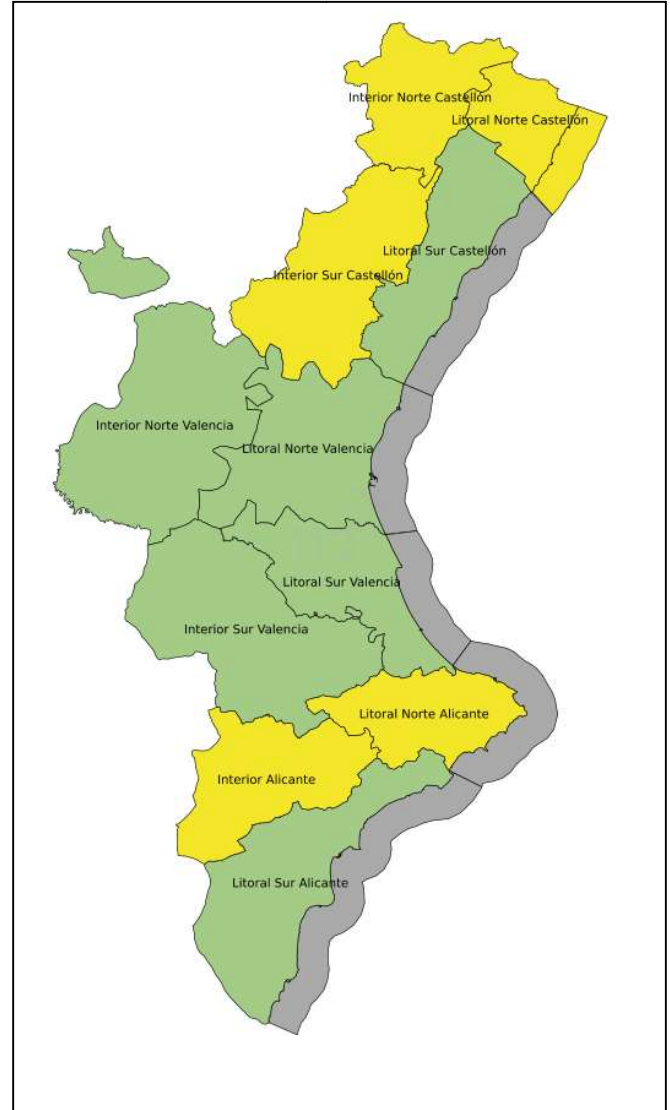 Interior Norte Castellón
Litoral Norte Castellón
Litoral Sur Castellón
Interior Sur Castellón
Interior Norte Valencia
Litoral Norte Valencia
Litoral Sur Valencia
Interior Sur Valencia
Litoral Norte Alicante
Interior Alicante
Litoral Sur Alicante